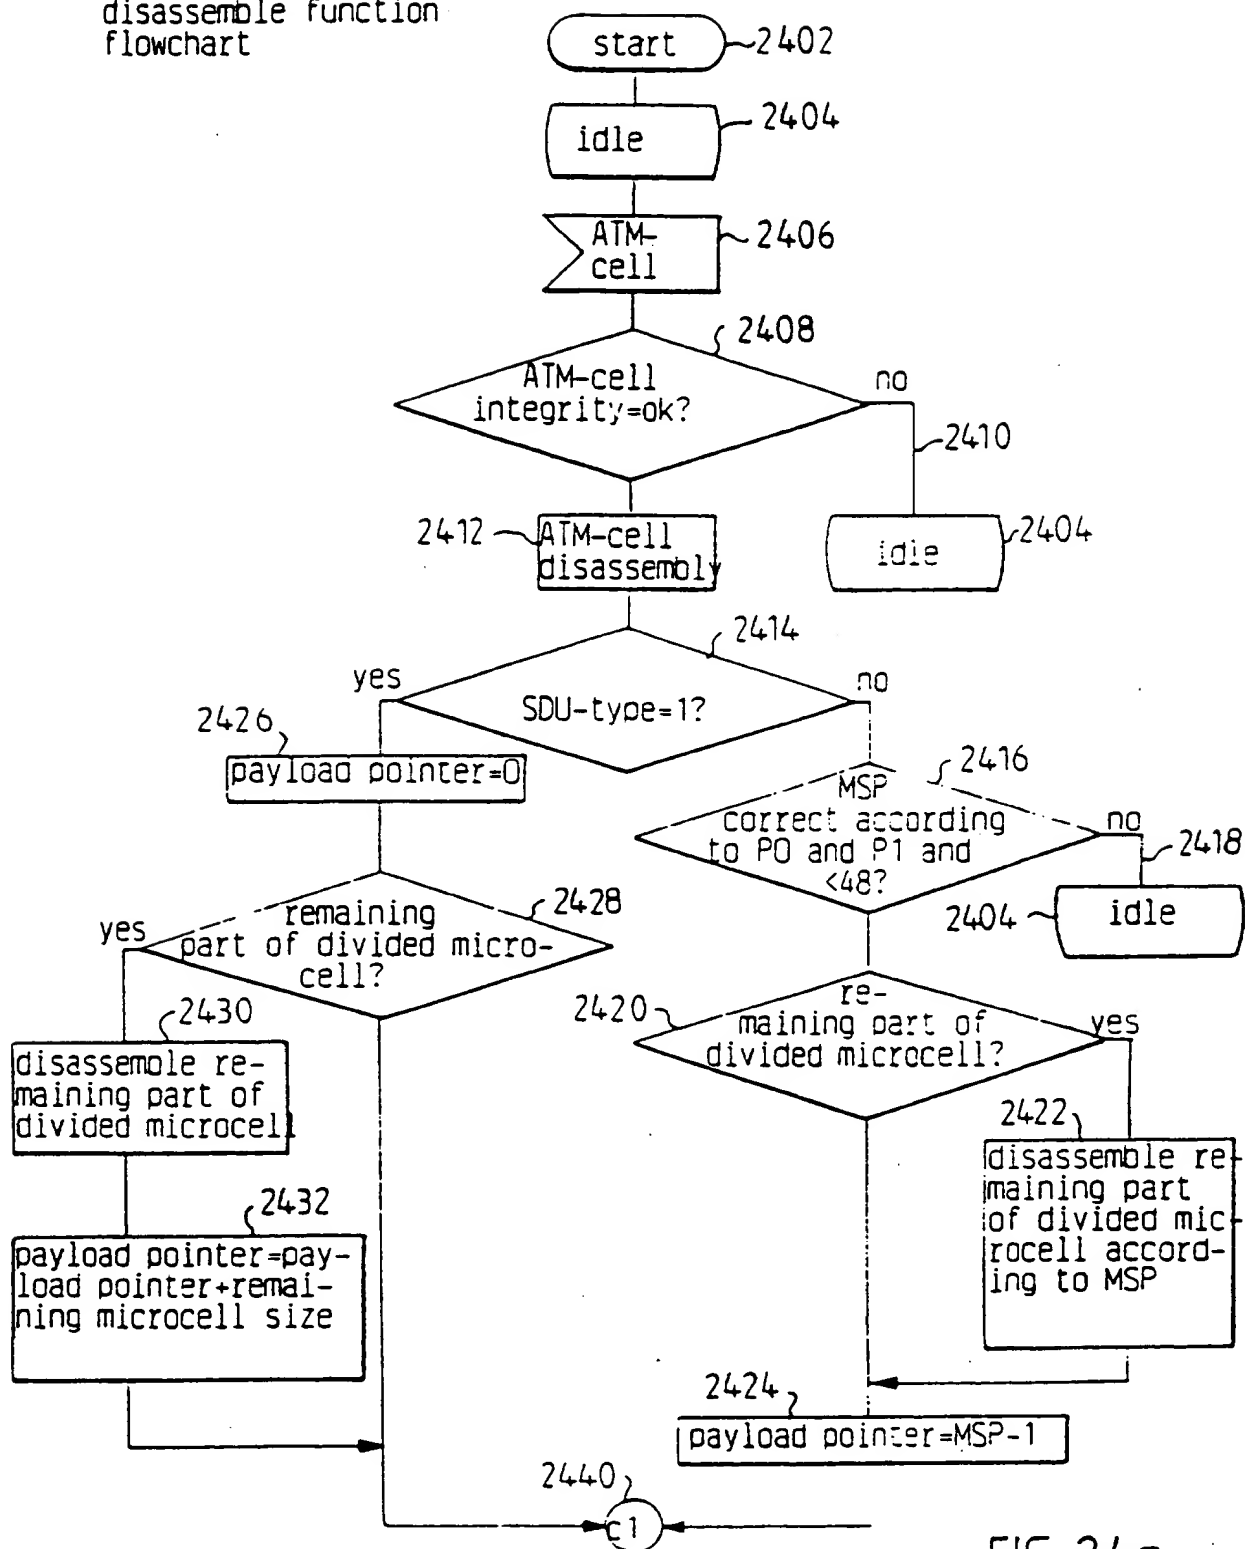 disassemble function
flowchart
start
2402
idle
2404
ATM-
cell
2406
2408
ATM-cell
integrity=ok?
no
2410
2412
ATM-cell
disassembly
idle
2404
2414
yes
no
SDU-type=1?
2426
payload pointer=0
2416
MSP
correct according
to P0 and P1 and
<48?
no
2418
2404
idle
2428
yes
remaining
part of divided micro-
cell?
2420
re-
maining part of
divided microcell?
yes
2430
disassemble re-
maining part of
divided microcell
2422
disassemble re-
maining part
of divided mic-
rocell accord-
ing to MSP
2432
payload pointer=pay-
load pointer+remai-
ning microcell size
2424
payload pointer=MSP-1
2440
c1
FIG. 24a